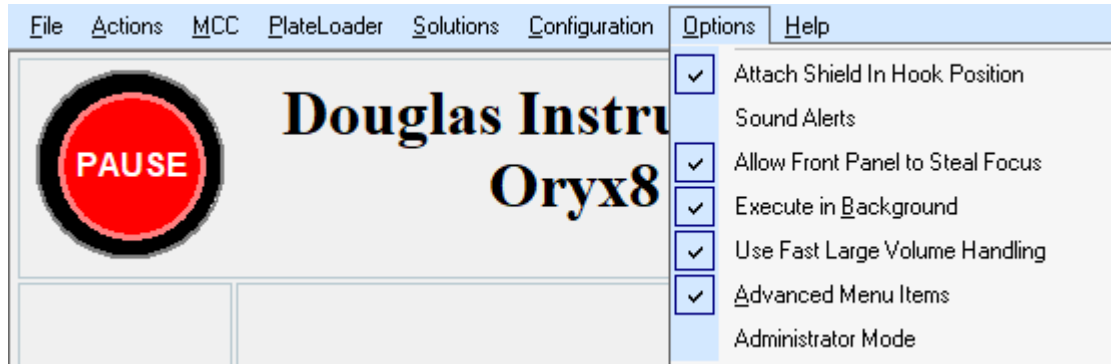 File Actions MCC PlateLoader Solutions Configuration Options Help
PAUSE
Douglas Instru
Oryx8
Attach Shield In Hook Position
Sound Alerts
Allow Front Panel to Steal Focus
Execute in Background
Use Fast Large Volume Handling
Advanced Menu Items
Administrator Mode